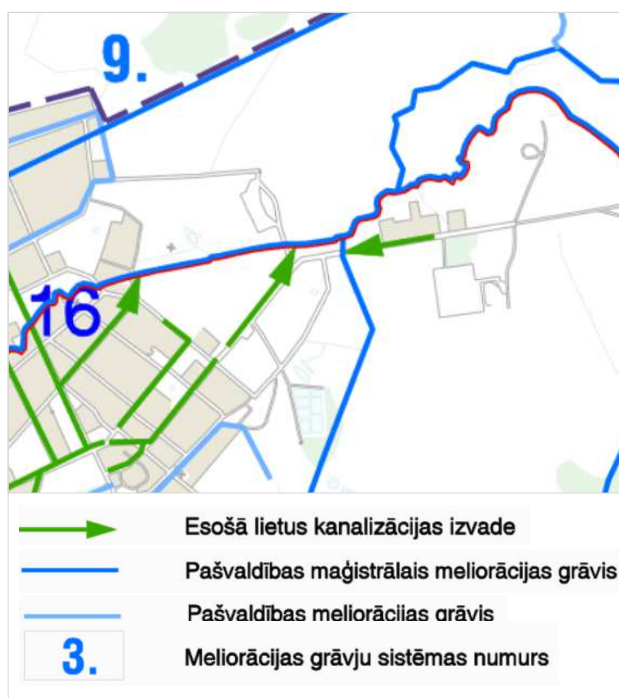 9.
16
Esošā lietus kanalizācijas izvade
Pašvaldības maģistrālais meliorācijas grāvis
Pašvaldības meliorācijas grāvis
3.
Meliorācijas grāvju sistēmas numurs